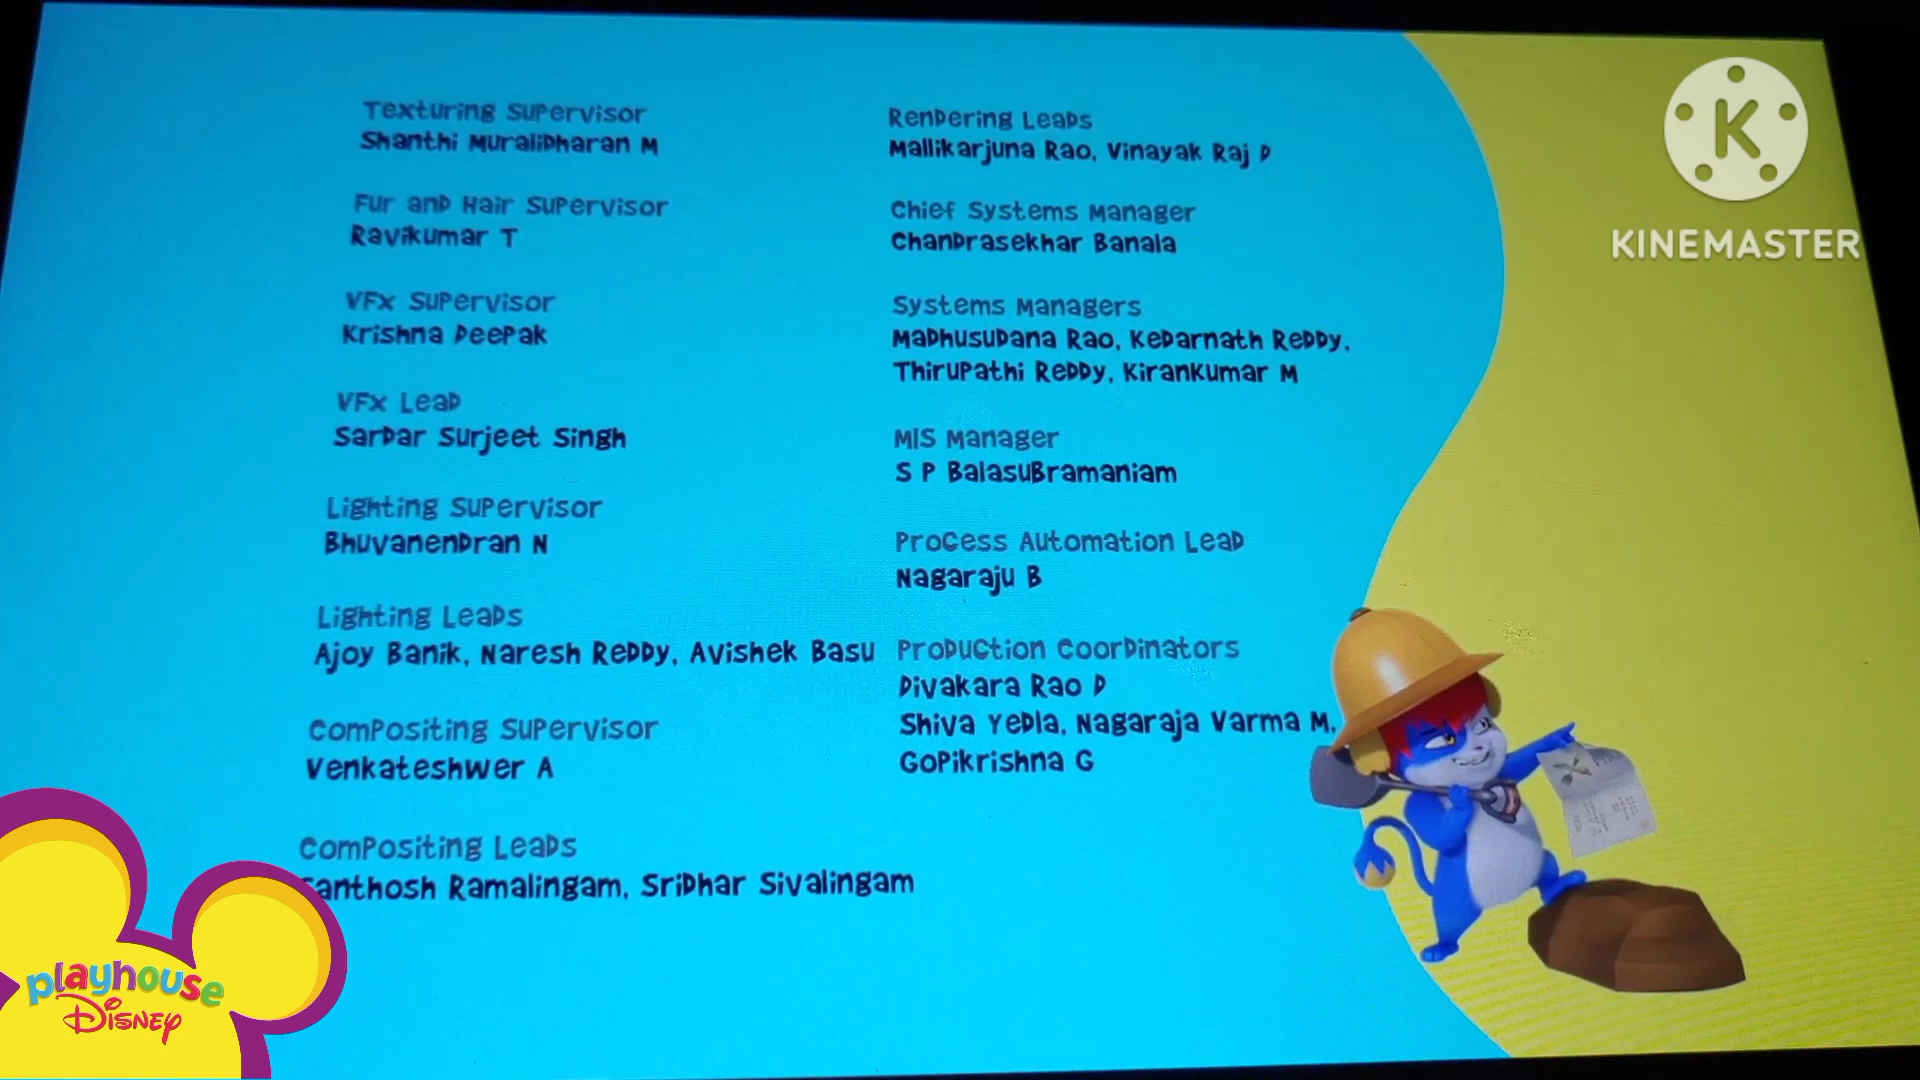 Texturing Supervisor
Shanthi Muralidharan M
Fur and Hair Supervisor
Ravikumar T
VFX Supervisor
Krishna Deepak
VFX Lead
Sardar Surjeet Singh
Lighting Supervisor
Bhuvanendran N
Lighting Leads
Ajoy Banik, Naresh Reddy, Avishek Basu
Compositing Supervisor
Venkateshwer A
Compositing Leads
Santhosh Ramalingam, Sridhar Sivalingam
Rendering Leads
Mallikarjuna Rao, Vinayak Raj D
Chief Systems Manager
Chandrasekhar Banala
Systems Managers
Madhusudana Rao, Kedarnath Reddy,
Thirupathi Reddy, Kirankumar M
MIS Manager
S P Balasubramaniam
Process Automation Lead
Nagaraju B
Production Coordinators
Divakara Rao D
Shiva Yedla, Nagaraja Varma M,
Gopikrishna G
K
KINEMASTER
playhouse
Disney